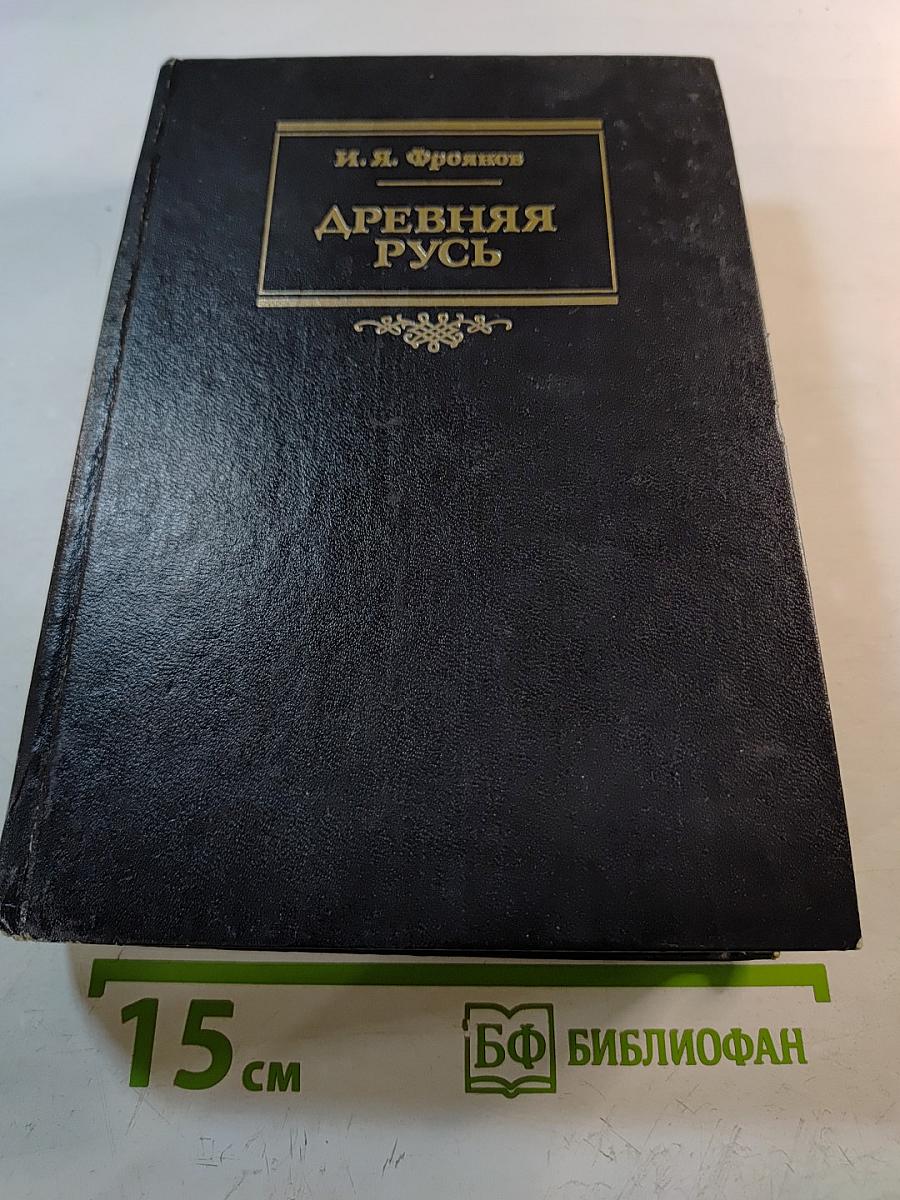 И. Я. Фроянов
ДРЕВНЯЯ
РУСЬ
15 см
БФ БИБЛИОФАН